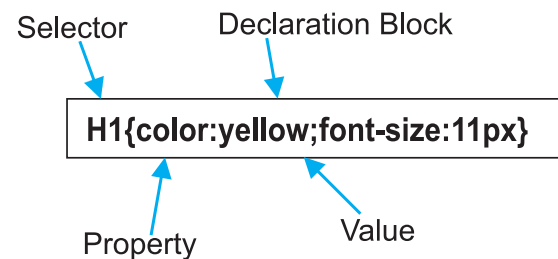 Selector
Declaration Block
H1{color:yellow;font-size:11px}
Property
Value